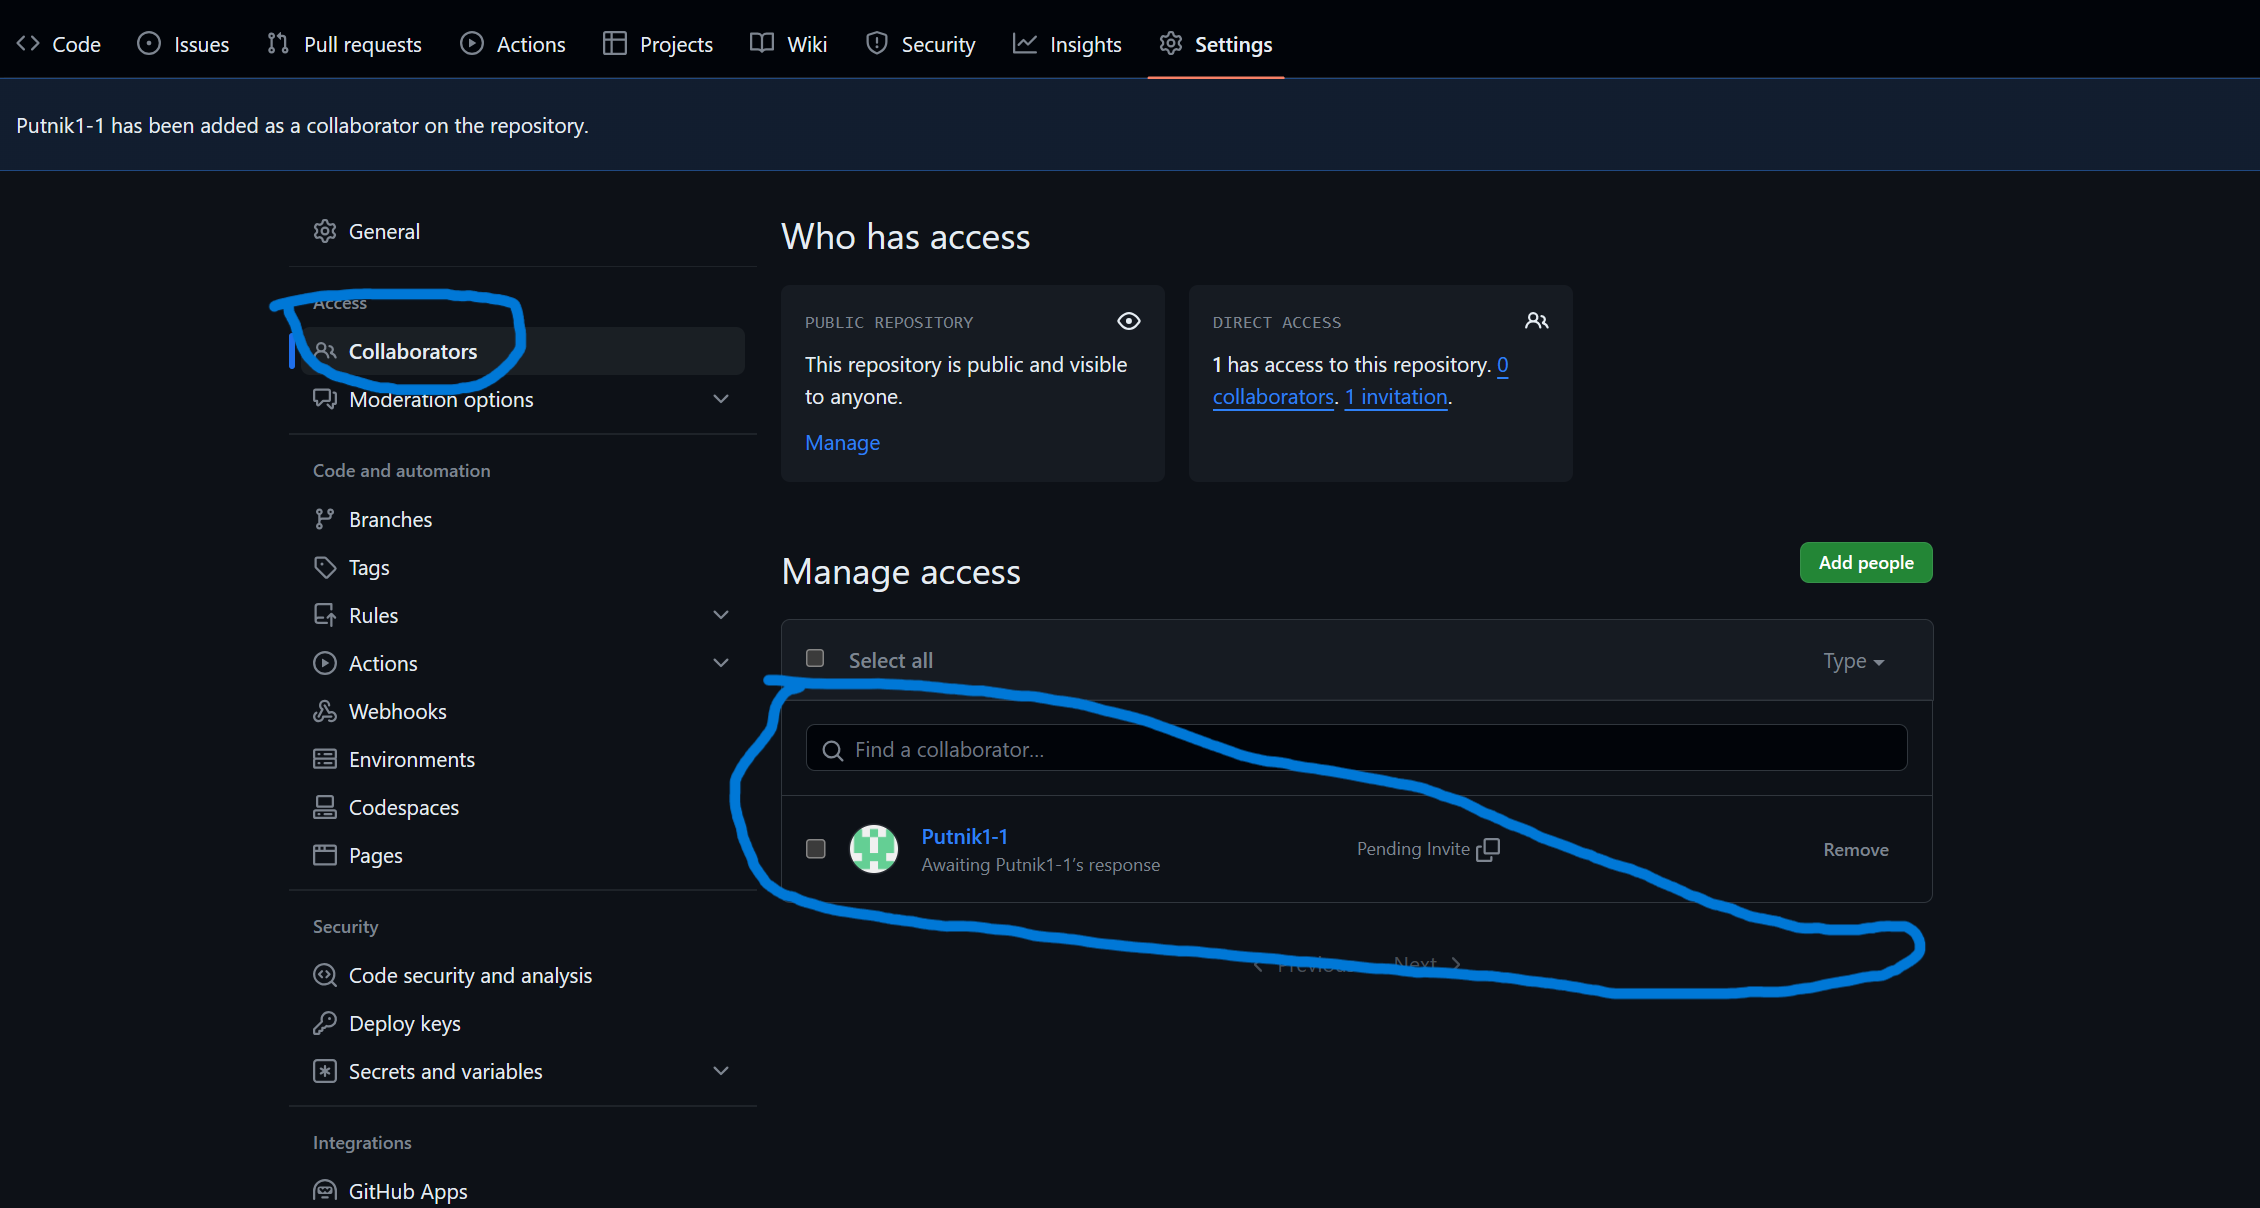 Code Issues Pull requests Actions Projects Wiki Security Insights Settings
Putnik1-1 has been added as a collaborator on the repository.
General
Access
Collaborators
Moderation options
Code and automation
Branches
Tags
Rules
Actions
Webhooks
Environments
Codespaces
Pages
Security
Code security and analysis
Deploy keys
Secrets and variables
Integrations
GitHub Apps
Who has access
PUBLIC REPOSITORY
This repository is public and visible
to anyone.
Manage
DIRECT ACCESS
1 has access to this repository. 0
collaborators. 1 invitation.
Manage access
Add people
Select all
Type
Find a collaborator...
Putnik1-1
Awaiting Putnik1-1's response
Pending Invite
Remove
Previous Next